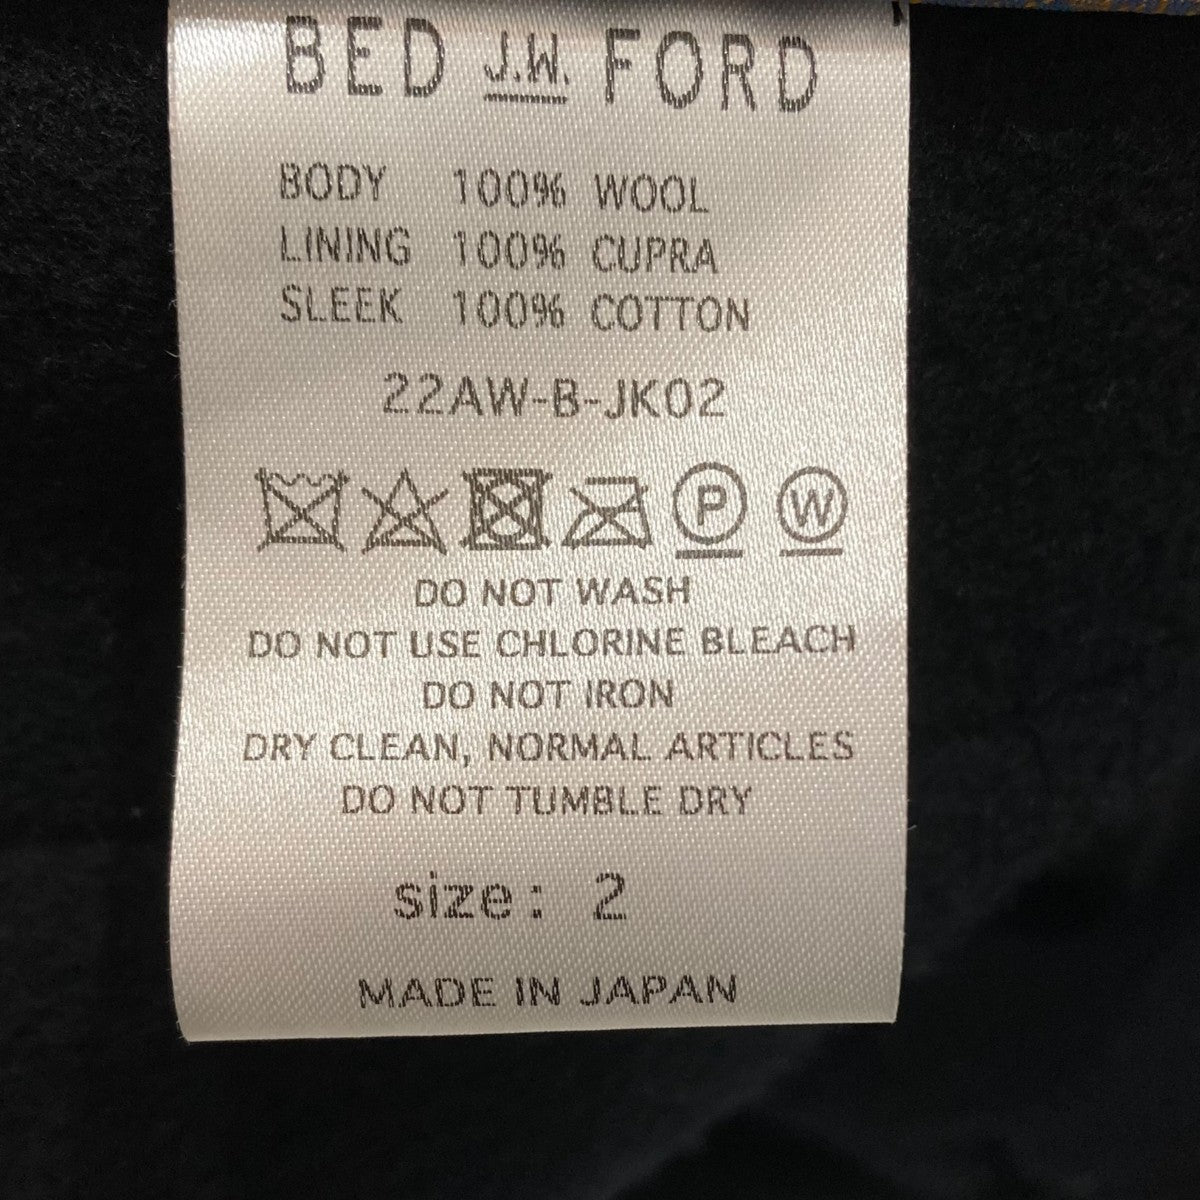 BED J.W. FORD
BODY 100% WOOL
LINING 100% CUPRA
SLEEK 100% COTTON
22AW-B-JK02
P W
DO NOT WASH
DO NOT USE CHLORINE BLEACH
DO NOT IRON
DRY CLEAN, NORMAL ARTICLES
DO NOT TUMBLE DRY
size: 2
MADE IN JAPAN